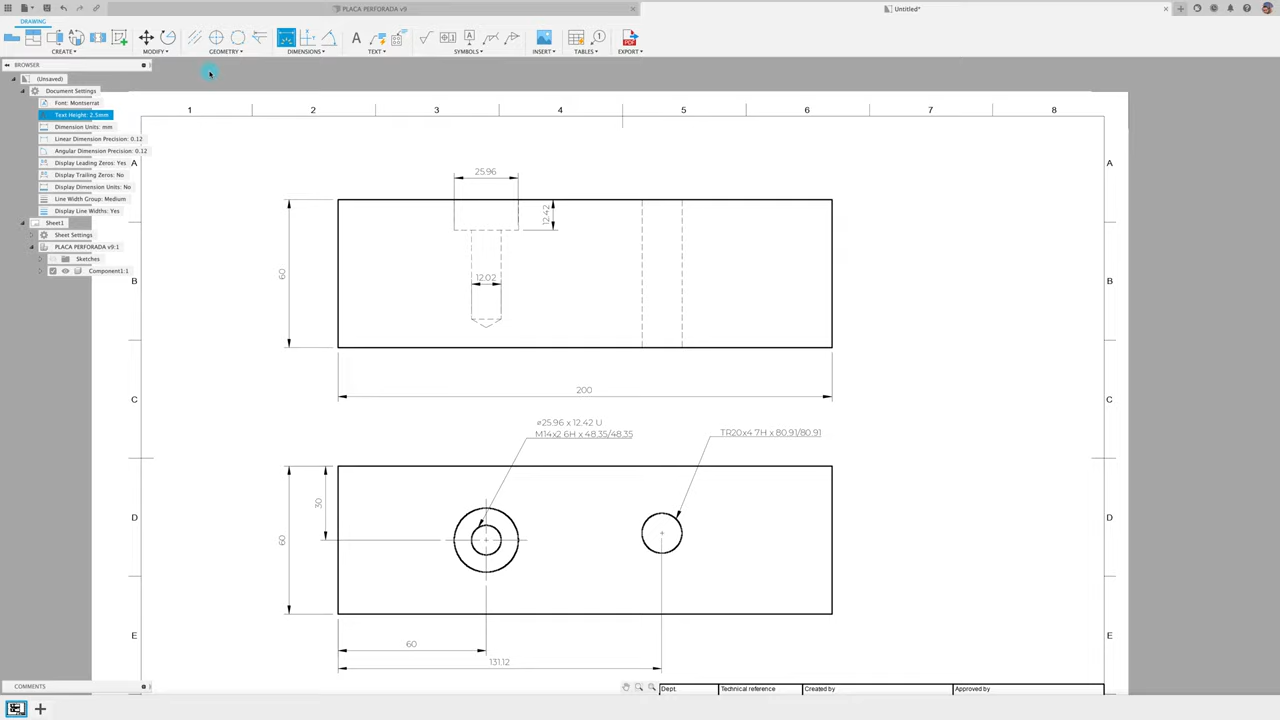 PLACA PERFORADA v9
Untitled*
DRAWING
CREATE
MODIFY
GEOMETRY
DIMENSIONS
TEXT
SYMBOLS
INSERT
TABLES
EXPORT
BROWSER
(Unsaved)
Document Settings
Font: Montserrat
Text Height: 2.5mm
Dimension Units: mm
Linear Dimension Precision: 0.12
Angular Dimension Precision: 0.12
Display Leading Zeros: Yes
Display Trailing Zeros: No
Display Dimension Units: No
Line Width Group: Medium
Display Line Widths: Yes
Sheet1
Sheet Settings
PLACA PERFORADA v9:1
Sketches
Component1:1
1 2 3 4 5 6 7 8
A A
25.96
12.42
60
12.02
B B
200
C C
⌀25.96 x 12.42 U
M14x2 6H x 48.35/48.35
TR20x4 7H x 80.91/80.91
30
60
D D
60
131.12
E E
COMMENTS
Dept. Technical reference Created by Approved by